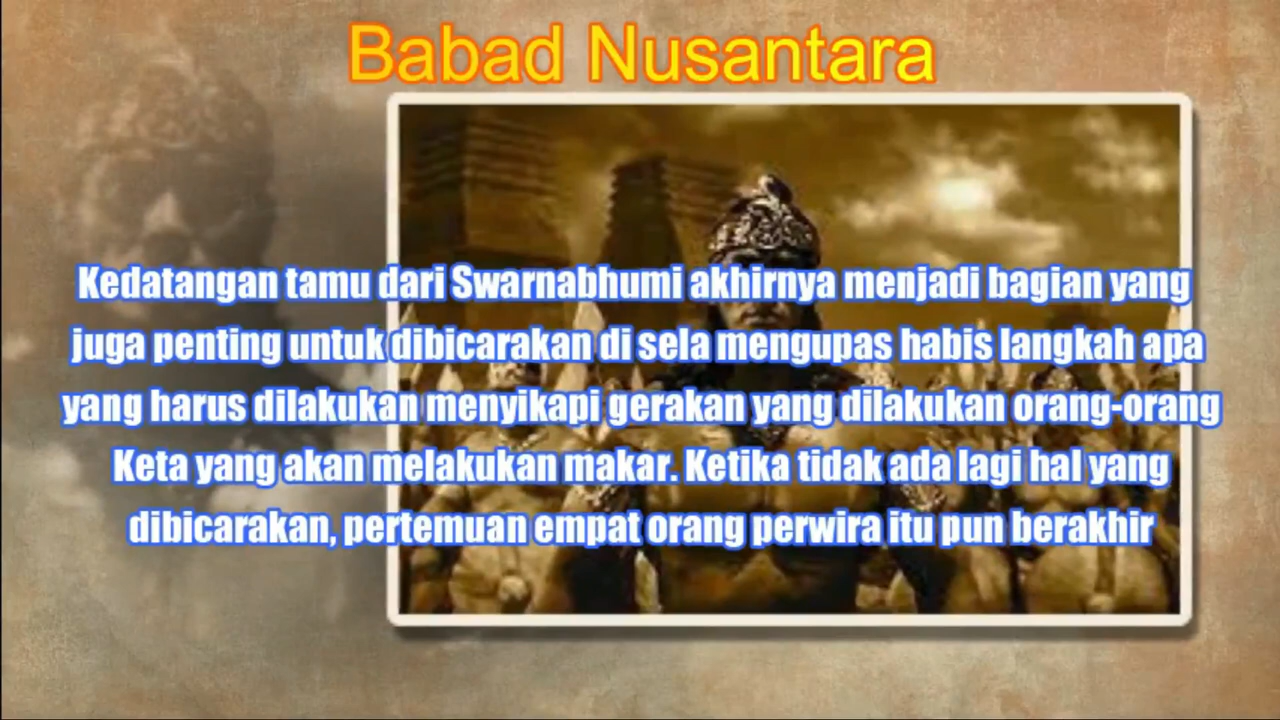 Babad Nusantara
Kedatangan tamu dari Swarnabhumi akhirnya menjadi bagian yang
juga penting untuk dibicarakan di sela mengupas habis langkah apa
yang harus dilakukan menyikapi gerakan yang dilakukan orang-orang
Keta yang akan melakukan makar. Ketika tidak ada lagi hal yang
dibicarakan, pertemuan empat orang perwira itu pun berakhir